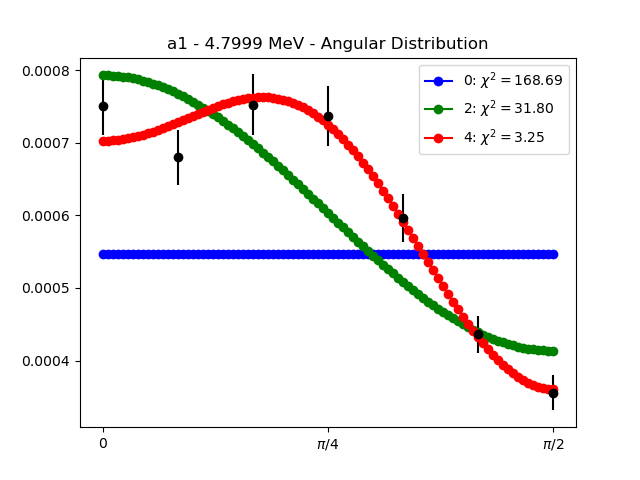 a1 - 4.7999 MeV - Angular Distribution
0.0008
0.0007
0.0006
0.0005
0.0004
0
π/4
π/2
0: χ² = 168.69
2: χ² = 31.80
4: χ² = 3.25